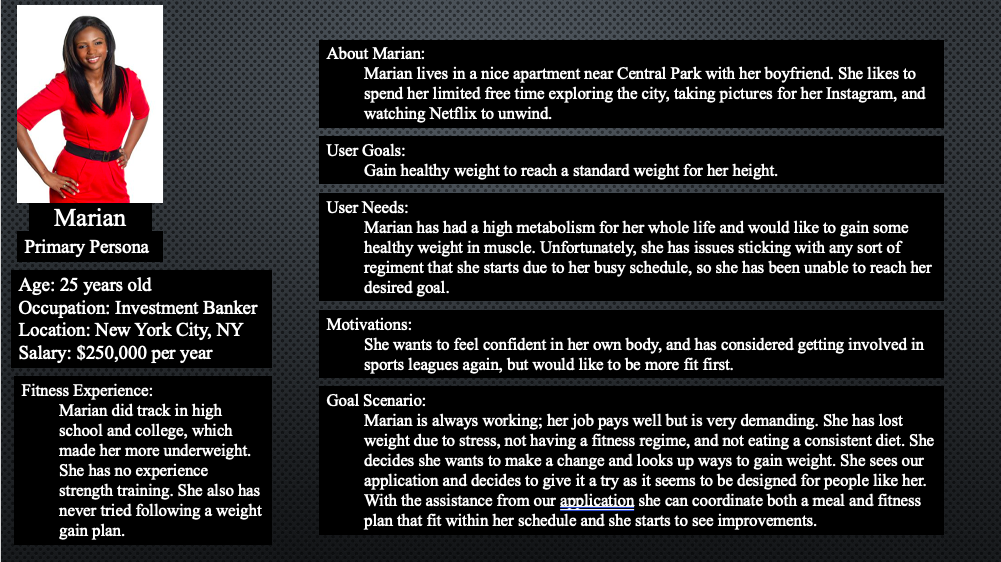 Marian
Primary Persona
Age: 25 years old
Occupation: Investment Banker
Location: New York City, NY
Salary: $250,000 per year
Fitness Experience:
Marian did track in high
school and college, which
made her more underweight.
She has no experience
strength training. She also has
never tried following a weight
gain plan.
About Marian:
Marian lives in a nice apartment near Central Park with her boyfriend. She likes to
spend her limited free time exploring the city, taking pictures for her Instagram, and
watching Netflix to unwind.
User Goals:
Gain healthy weight to reach a standard weight for her height.
User Needs:
Marian has had a high metabolism for her whole life and would like to gain some
healthy weight in muscle. Unfortunately, she has issues sticking with any sort of
regiment that she starts due to her busy schedule, so she has been unable to reach her
desired goal.
Motivations:
She wants to feel confident in her own body, and has considered getting involved in
sports leagues again, but would like to be more fit first.
Goal Scenario:
Marian is always working; her job pays well but is very demanding. She has lost
weight due to stress, not having a fitness regime, and not eating a consistent diet. She
decides she wants to make a change and looks up ways to gain weight. She sees our
application and decides to give it a try as it seems to be designed for people like her.
With the assistance from our application she can coordinate both a meal and fitness
plan that fit within her schedule and she starts to see improvements.